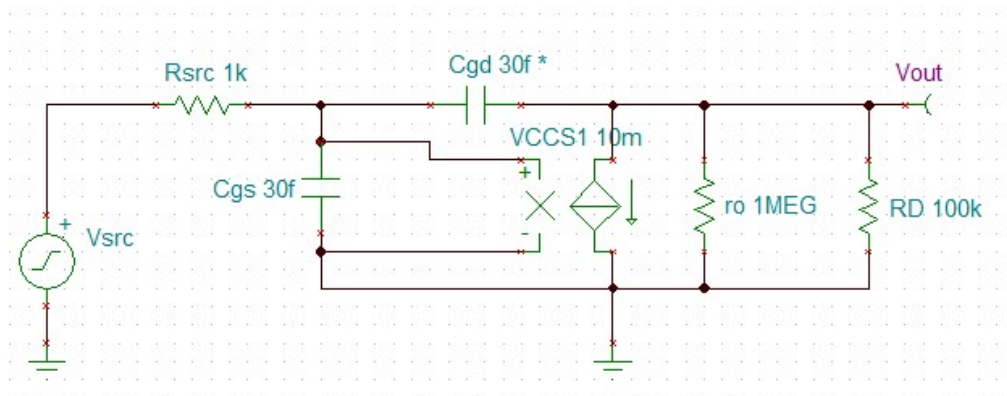 Rsrc 1k
Cgd 30f *
Vout
VCCS1 10m
+
Cgs 30f
ro 1MEG
RD 100k
+
Vsrc
-